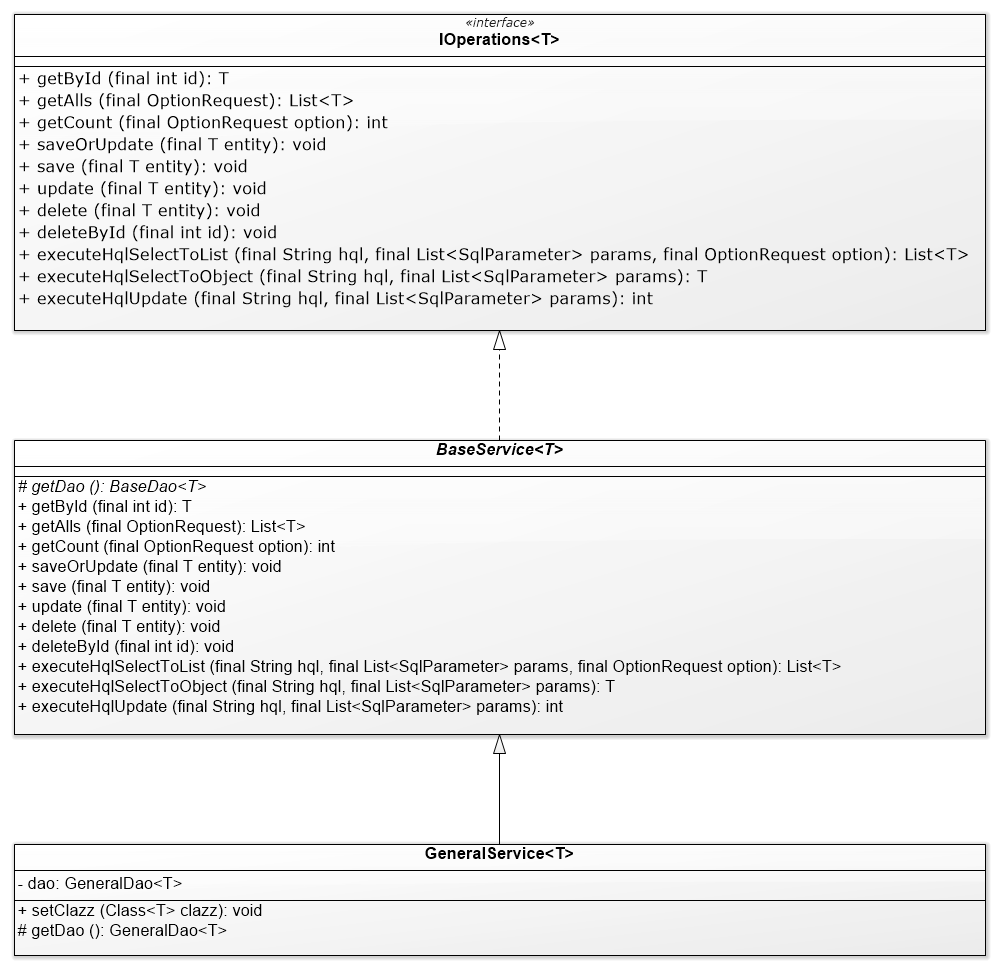 «interface»
IOperations<T>
+ getById (final int id): T
+ getAlls (final OptionRequest): List<T>
+ getCount (final OptionRequest option): int
+ saveOrUpdate (final T entity): void
+ save (final T entity): void
+ update (final T entity): void
+ delete (final T entity): void
+ deleteById (final int id): void
+ executeHqlSelectToList (final String hql, final List<SqlParameter> params, final OptionRequest option): List<T>
+ executeHqlSelectToObject (final String hql, final List<SqlParameter> params): T
+ executeHqlUpdate (final String hql, final List<SqlParameter> params): int
BaseService<T>
# getDao (): BaseDao<T>
+ getById (final int id): T
+ getAlls (final OptionRequest): List<T>
+ getCount (final OptionRequest option): int
+ saveOrUpdate (final T entity): void
+ save (final T entity): void
+ update (final T entity): void
+ delete (final T entity): void
+ deleteById (final int id): void
+ executeHqlSelectToList (final String hql, final List<SqlParameter> params, final OptionRequest option): List<T>
+ executeHqlSelectToObject (final String hql, final List<SqlParameter> params): T
+ executeHqlUpdate (final String hql, final List<SqlParameter> params): int
GeneralService<T>
- dao: GeneralDao<T>
+ setClazz (Class<T> clazz): void
# getDao (): GeneralDao<T>